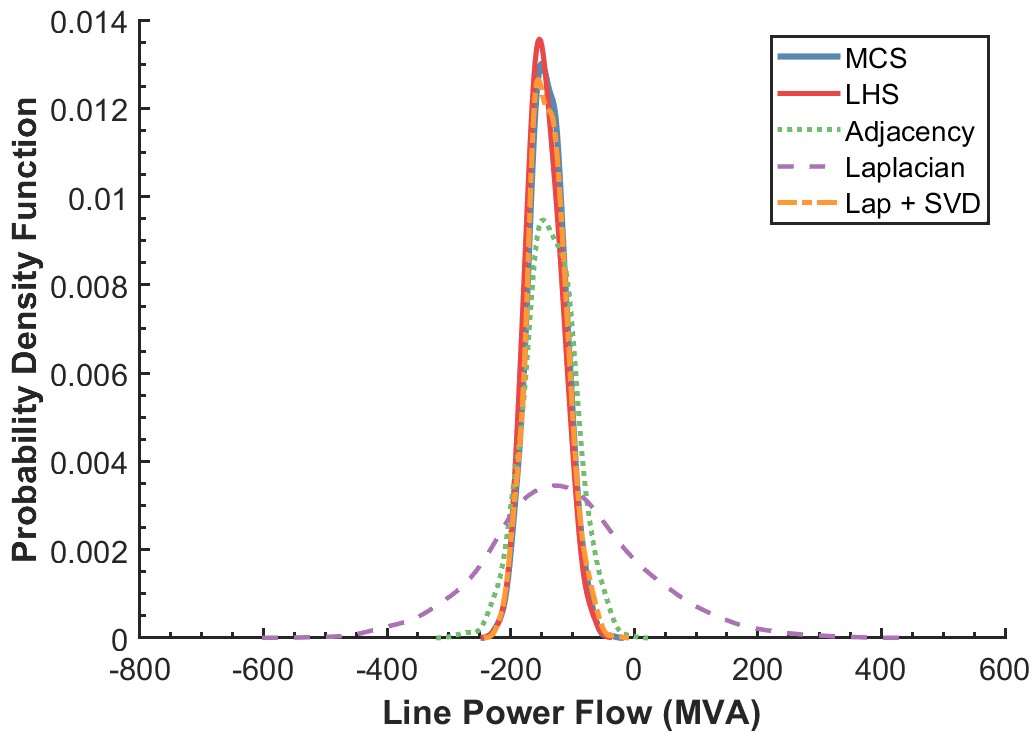 0.014
0.012
0.01
0.008
0.006
0.004
0.002
0
Probability Density Function
MCS
LHS
Adjacency
Laplacian
Lap + SVD
-800 -600 -400 -200 0 200 400 600
Line Power Flow (MVA)